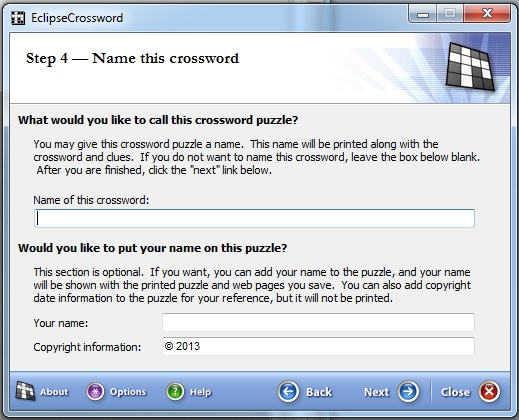 EclipseCrossword
Step 4 — Name this crossword
What would you like to call this crossword puzzle?
You may give this crossword puzzle a name.  This name will be printed along with the
crossword and clues.  If you do not want to name this crossword, leave the box below blank.
After you are finished, click the "next" link below.
Name of this crossword:
Would you like to put your name on this puzzle?
This section is optional.  If you want, you can add your name to the puzzle, and your name
will be shown with the printed puzzle and web pages you save.  You can also add copyright
date information to the puzzle for your reference, but it will not be printed.
Your name:
Copyright information: © 2013
About Options ? Help Back Next Close